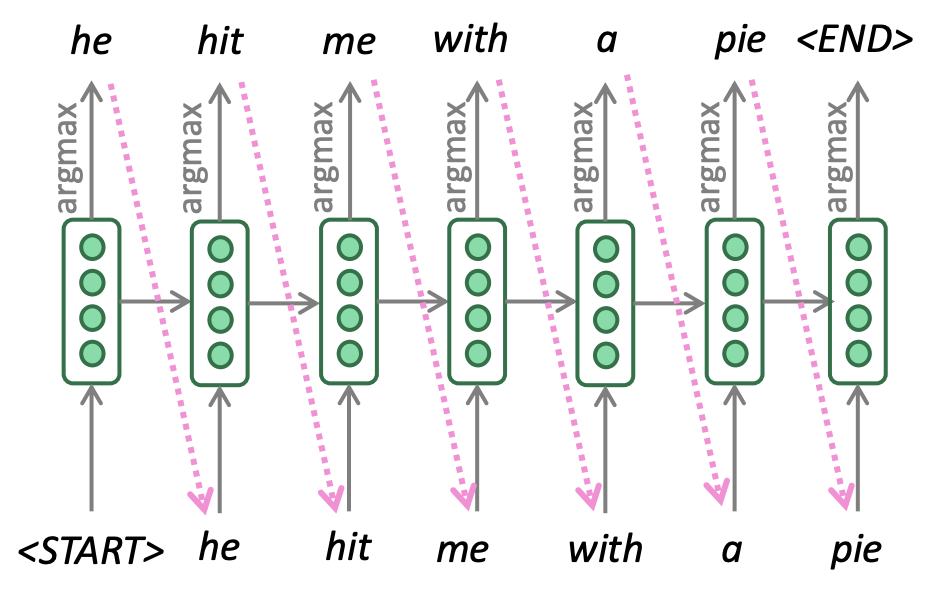 he hit me with a pie <END>
argmax argmax argmax argmax argmax argmax argmax
<START> he hit me with a pie